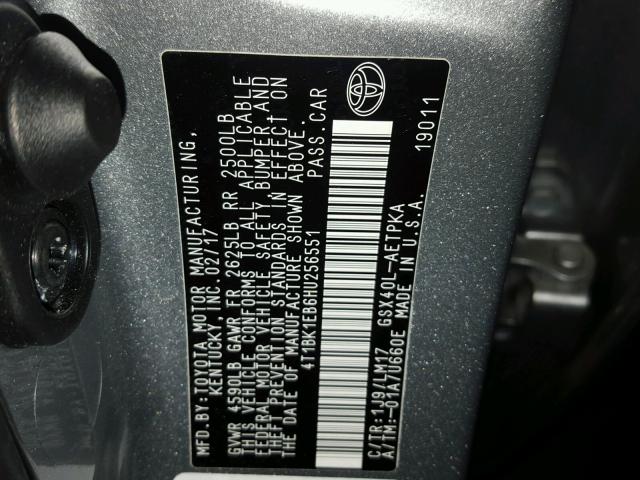 MFD.BY:TOYOTA MOTOR MANUFACTURING,
KENTUCKY, INC. 02/17
GVWR 4590LB GAWR FR 2625LB RR 2500LB
THIS VEHICLE CONFORMS TO ALL APPLICABLE
FEDERAL MOTOR VEHICLE SAFETY, BUMPER AND
THEFT PREVENTION STANDARDS IN EFFECT ON
THE DATE OF MANUFACTURE SHOWN ABOVE.
4T1BK1EB6HU256551 PASS. CAR
C/TR:1J9/LM17 GSX40L-AETPKA 19011
A/TM:-01A/U660E MADE IN U.S.A.